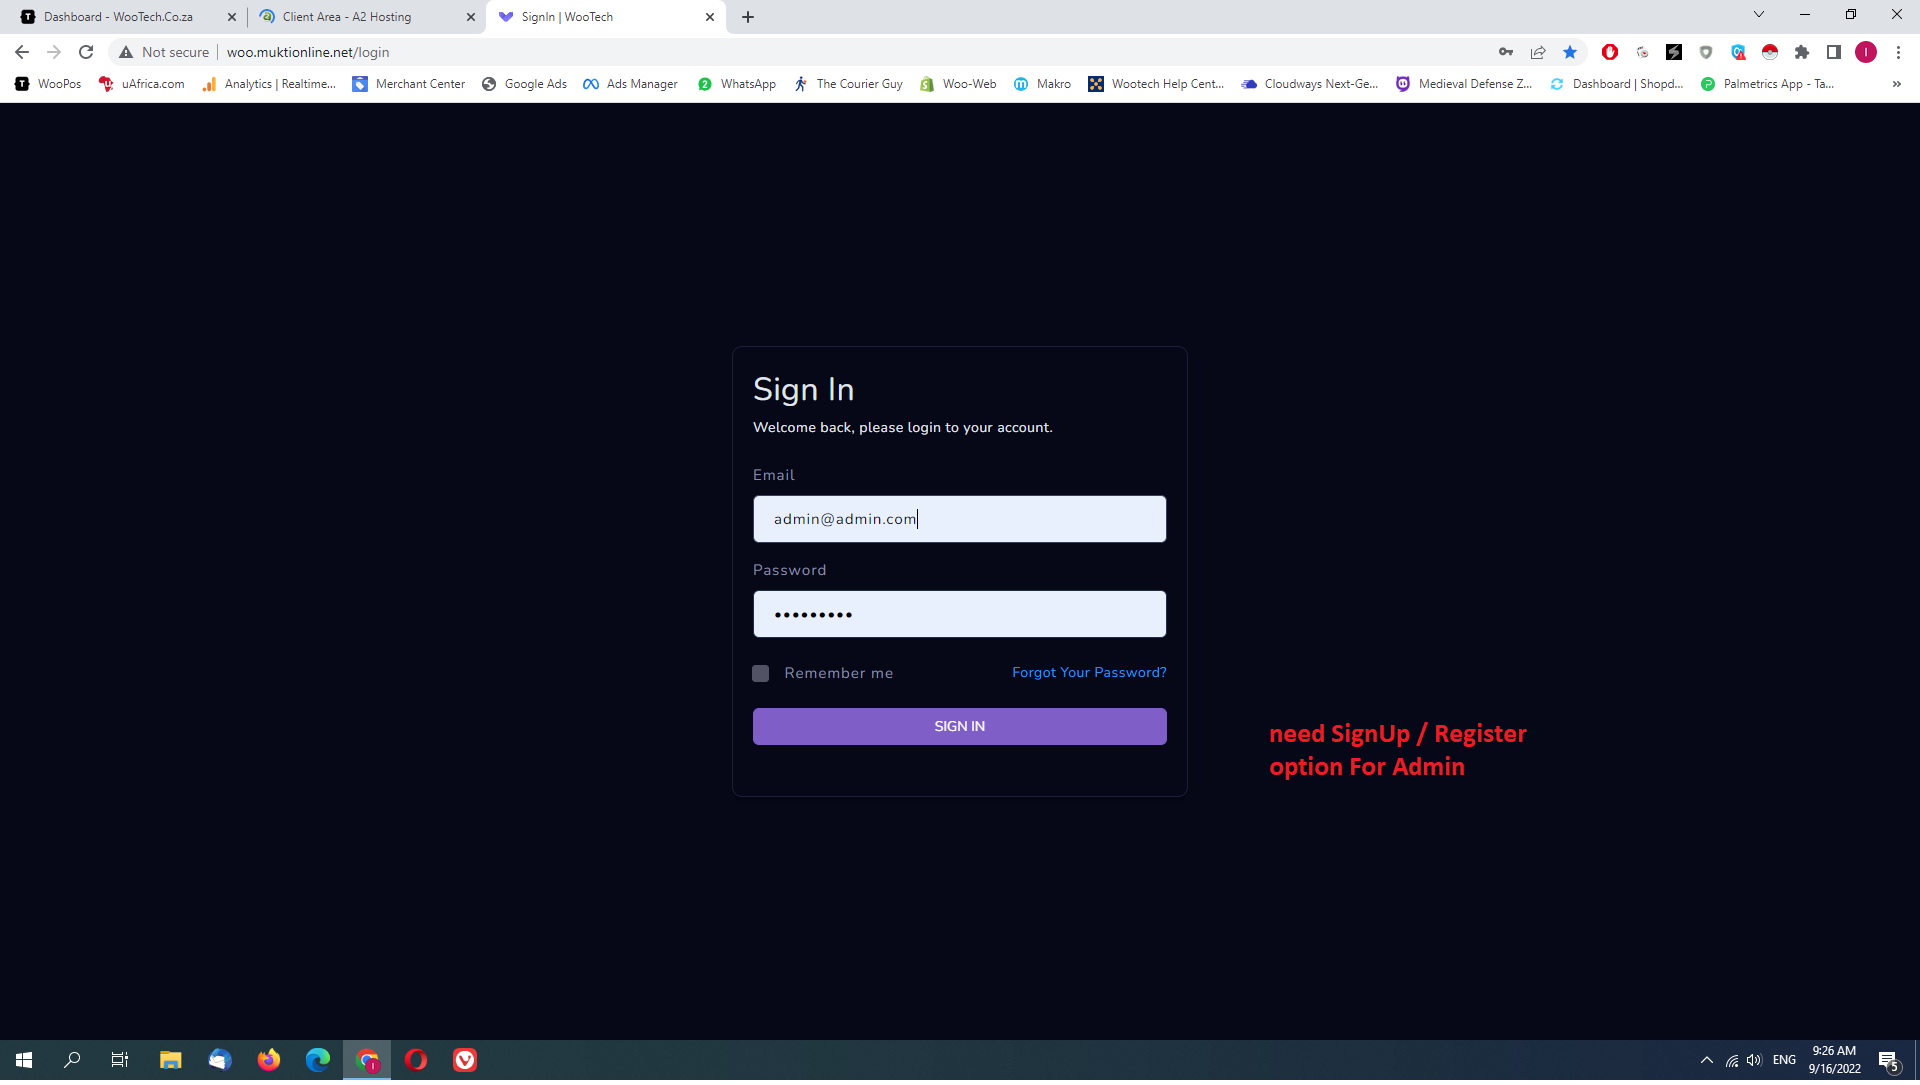 Dashboard - WooTech.Co.za
Client Area - A2 Hosting
SignIn | WooTech
Not secure
woo.muktionline.net/login
WooPos
uAfrica.com
Analytics | Realtime...
Merchant Center
Google Ads
Ads Manager
2
WhatsApp
The Courier Guy
Woo-Web
m
Makro
Wootech Help Cent...
Cloudways Next-Ge...
Medieval Defense Z...
Dashboard | Shopd...
Palmetrics App - Ta...
»
Sign In
Welcome back, please login to your account.
Email
admin@admin.com
Password
•••••••••
Remember me
Forgot Your Password?
SIGN IN
need SignUp / Register
option For Admin
ENG
9:26 AM
9/16/2022
5